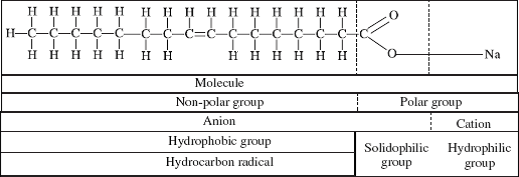 H H H H H H H H H H H H H H H
O
H–C–C–C–C–C–C–C–C=C–C–C–C–C–C–C–C
H H H H H H H H H H H H H
O Na
Molecule
Non-polar group Polar group
Anion Cation
Hydrophobic group
Hydrocarbon radical
Solidophilic
group
Hydrophilic
group